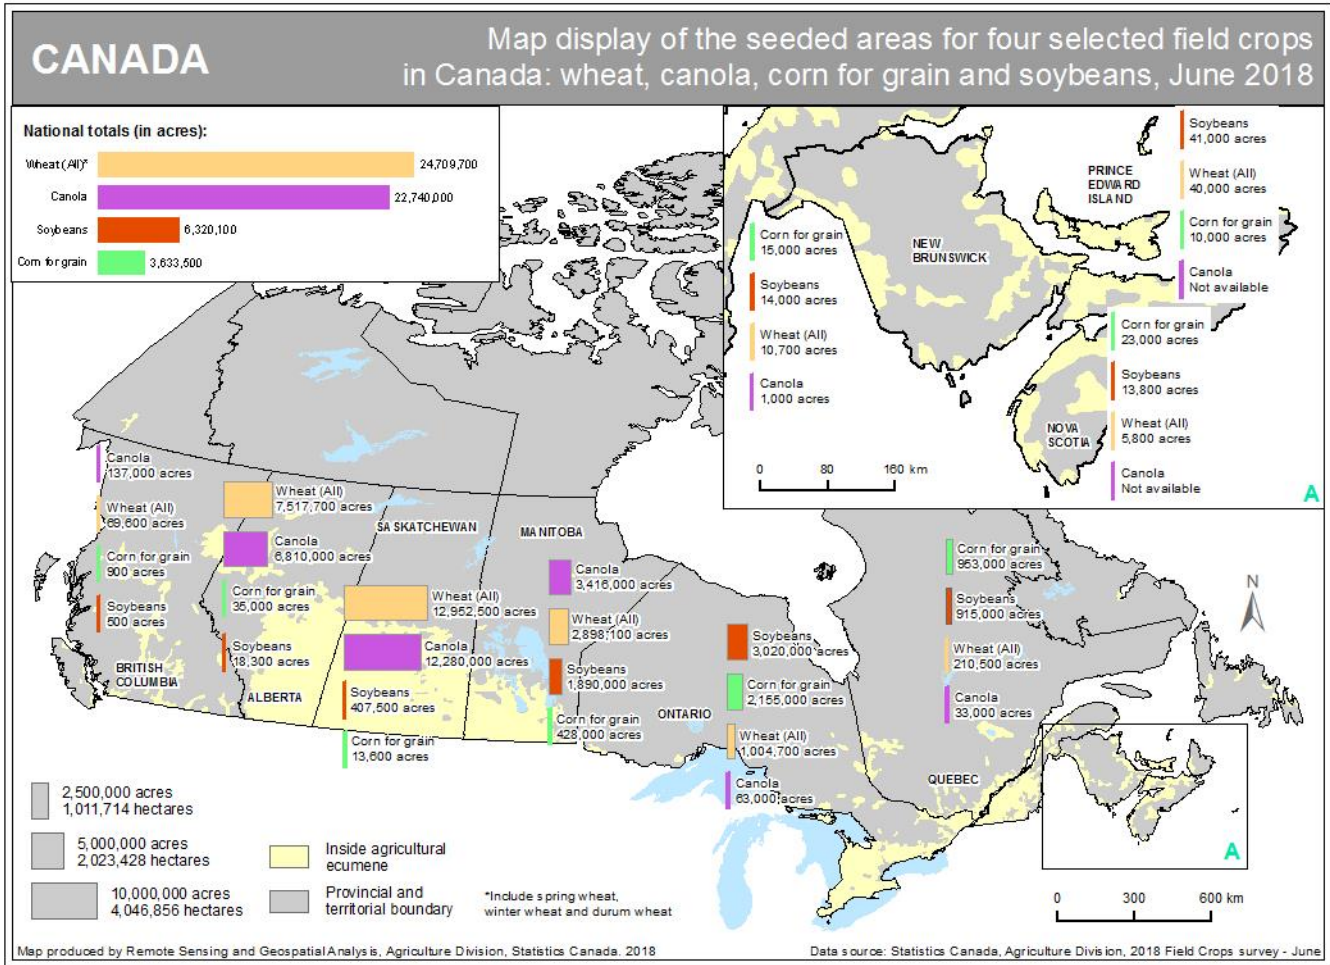 CANADA
Map display of the seeded areas for four selected field crops
in Canada: wheat, canola, corn for grain and soybeans, June 2018
National totals (in acres):
Wheat (All)* 24,709,700
Canola 22,740,000
Soybeans 6,320,100
Corn for grain 3,633,500
Soybeans
41,000 acres
PRINCE
EDWARD
ISLAND
Wheat (All)
40,000 acres
Corn for grain
10,000 acres
Canola
Not available
NEW
BRUNSWICK
Corn for grain
15,000 acres
Soybeans
14,000 acres
Wheat (All)
10,700 acres
Canola
1,000 acres
Corn for grain
23,000 acres
Soybeans
13,800 acres
NOVA
SCOTIA
Wheat (All)
5,800 acres
Canola
Not available
0 80 160 km
A
Canola
137,000 acres
Wheat (All)
69,600 acres
Corn for grain
900 acres
Soybeans
500 acres
BRITISH
COLUMBIA
Wheat (All)
7,517,700 acres
Canola
6,810,000 acres
Corn for grain
35,000 acres
Soybeans
18,300 acres
ALBERTA
SASKATCHEWAN
Wheat (All)
12,952,500 acres
Canola
12,280,000 acres
Soybeans
407,500 acres
Corn for grain
13,600 acres
MANITOBA
Canola
3,416,000 acres
Wheat (All)
2,898,100 acres
Soybeans
1,890,000 acres
Corn for grain
428,000 acres
ONTARIO
Soybeans
3,020,000 acres
Corn for grain
2,155,000 acres
Wheat (All)
1,004,700 acres
Canola
63,000 acres
Corn for grain
953,000 acres
Soybeans
915,000 acres
Wheat (All)
210,500 acres
Canola
33,000 acres
QUEBEC
N
A
2,500,000 acres
1,011,714 hectares
5,000,000 acres
2,023,428 hectares
10,000,000 acres
4,046,856 hectares
Inside agricultural
ecumene
Provincial and
territorial boundary
*Include spring wheat,
winter wheat and durum wheat
0 300 600 km
Map produced by Remote Sensing and Geospatial Analysis, Agriculture Division, Statistics Canada. 2018
Data source: Statistics Canada, Agriculture Division, 2018 Field Crops survey - June